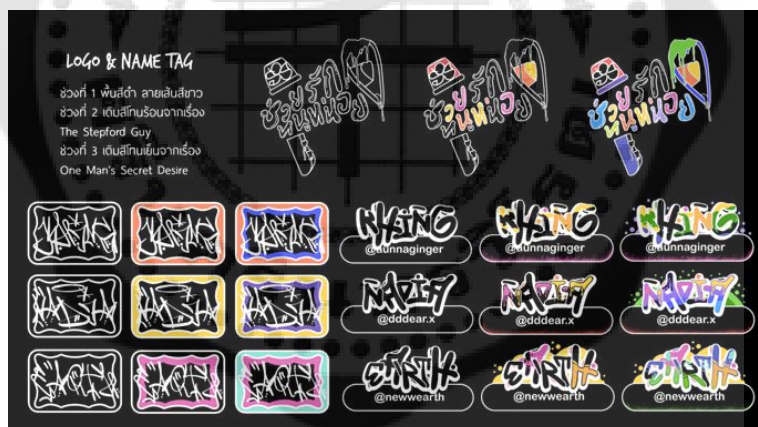 LOGO & NAME TAG
ช่วงที่ 1 พื้นสีดำ ลายเส้นสีขาว
ช่วงที่ 2 เติมสีโทนร้อนจากเรื่อง
The Stepford Guy
ช่วงที่ 3 เติมสีโทนเย็นจากเรื่อง
One Man's Secret Desire
ช่วยรัก ช่วยรัก ช่วยรัก
ฉันหน่อย ฉันหน่อย ฉันหน่อย
KHING KHING KHING
@aunnaginger @aunnaginger @aunnaginger
NADIA NADIA NADIA
@dddear.x @dddear.x @dddear.x
EARTH EARTH EARTH
@newwearth @newwearth @newwearth